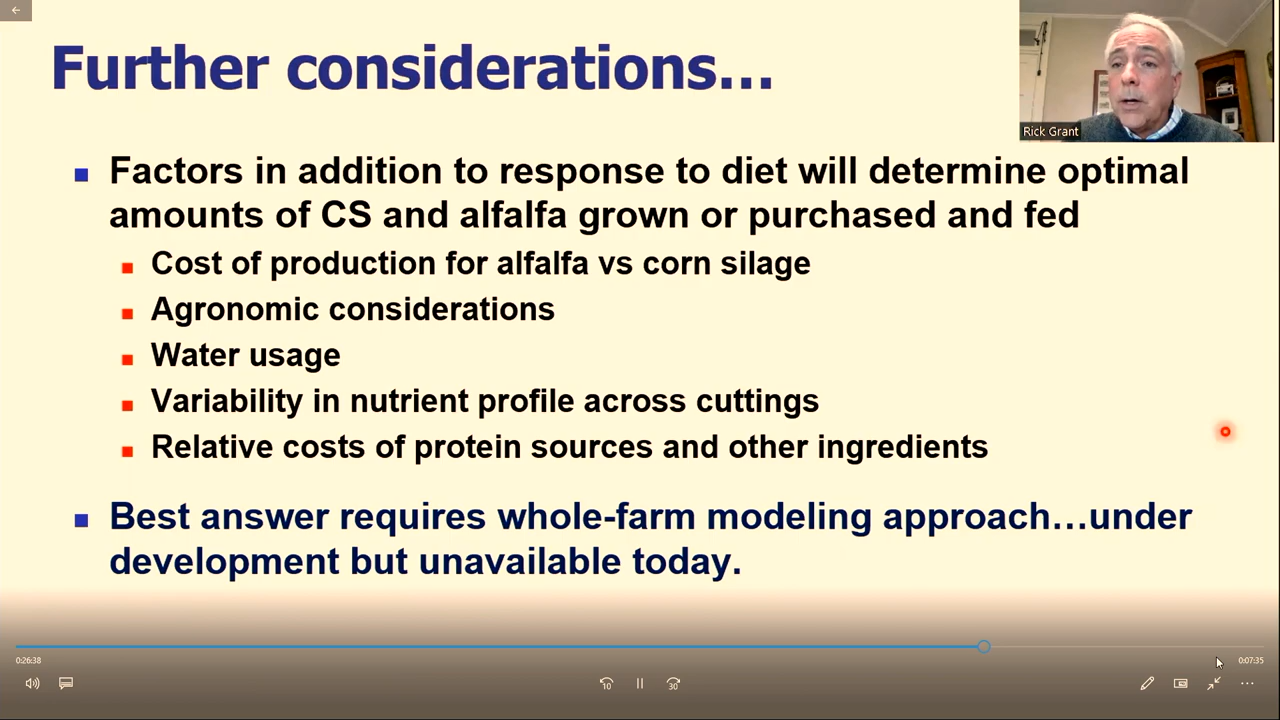 Further considerations...
Rick Grant
Factors in addition to response to diet will determine optimal
amounts of CS and alfalfa grown or purchased and fed
Cost of production for alfalfa vs corn silage
Agronomic considerations
Water usage
Variability in nutrient profile across cuttings
Relative costs of protein sources and other ingredients
Best answer requires whole-farm modeling approach...under
development but unavailable today.
0:26:38
0:07:35
10
30